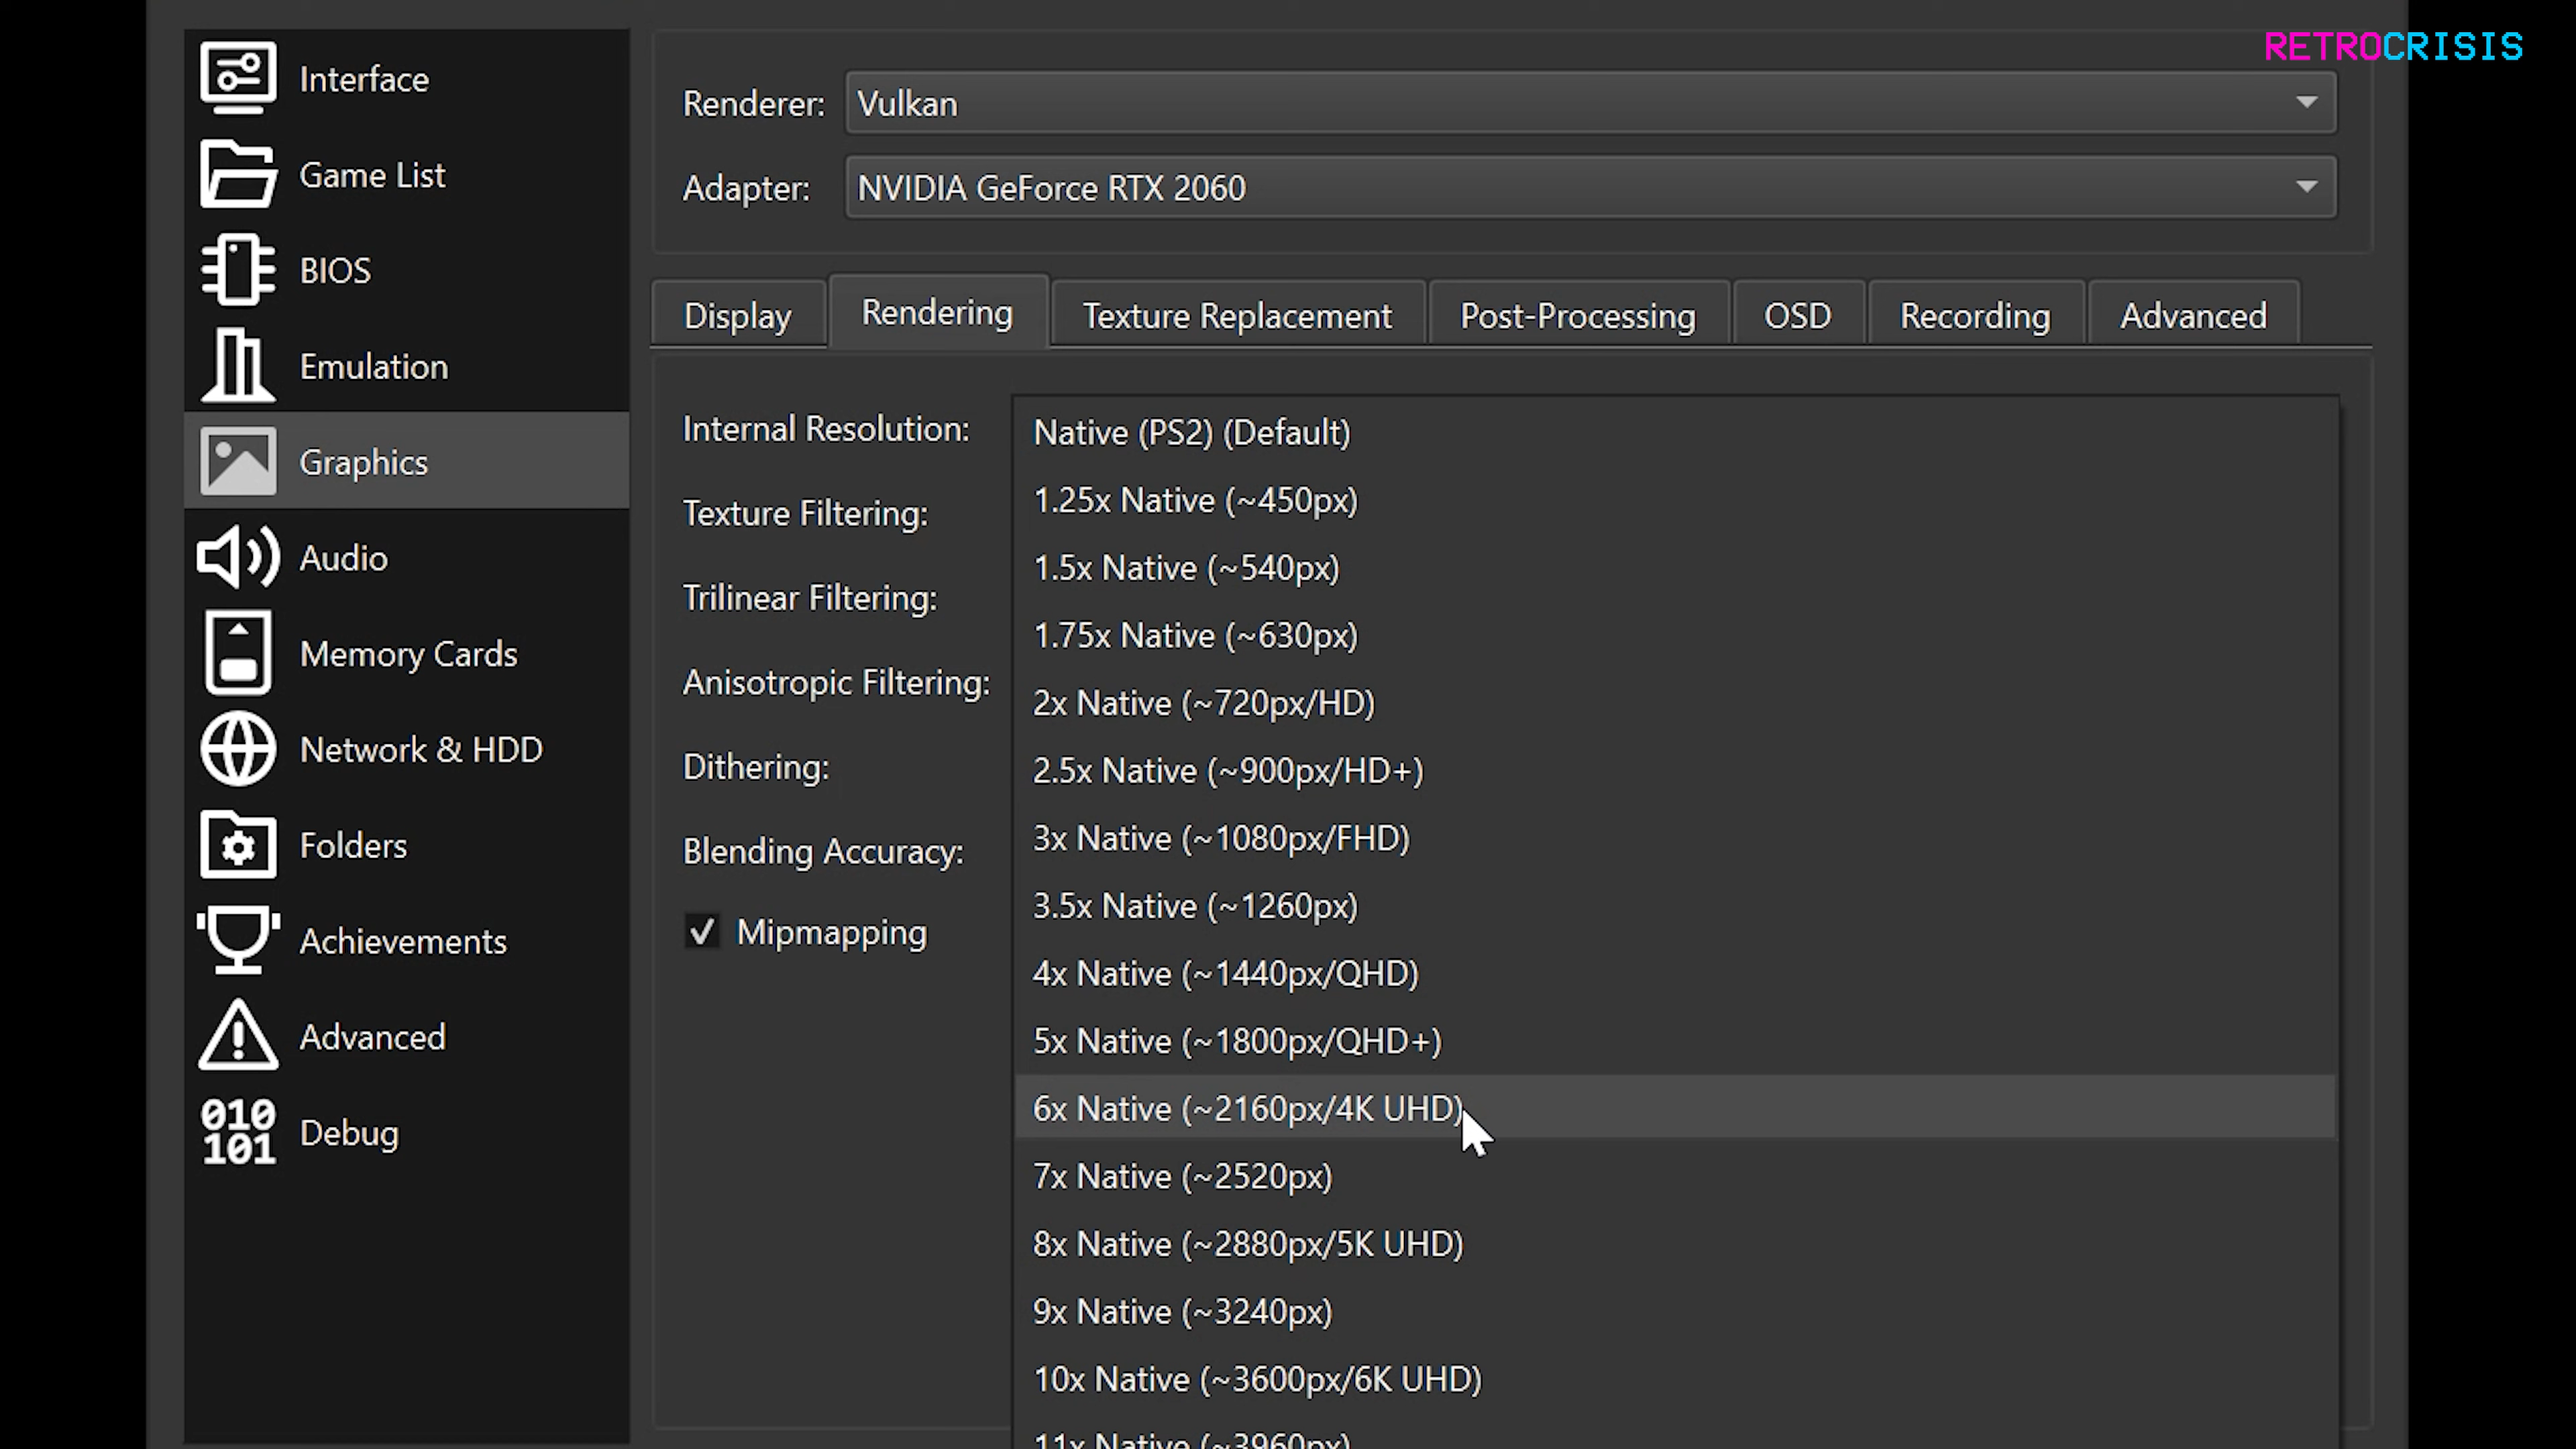 RETROCRISIS
Interface
Game List
BIOS
Emulation
Graphics
Audio
Memory Cards
Network & HDD
Folders
Achievements
Advanced
010
101
Debug
Renderer: Vulkan
Adapter: NVIDIA GeForce RTX 2060
Display Rendering Texture Replacement Post-Processing OSD Recording Advanced
Internal Resolution:
Texture Filtering:
Trilinear Filtering:
Anisotropic Filtering:
Dithering:
Blending Accuracy:
Mipmapping
Native (PS2) (Default)
1.25x Native (~450px)
1.5x Native (~540px)
1.75x Native (~630px)
2x Native (~720px/HD)
2.5x Native (~900px/HD+)
3x Native (~1080px/FHD)
3.5x Native (~1260px)
4x Native (~1440px/QHD)
5x Native (~1800px/QHD+)
6x Native (~2160px/4K UHD)
7x Native (~2520px)
8x Native (~2880px/5K UHD)
9x Native (~3240px)
10x Native (~3600px/6K UHD)
11x Native (~3960px)